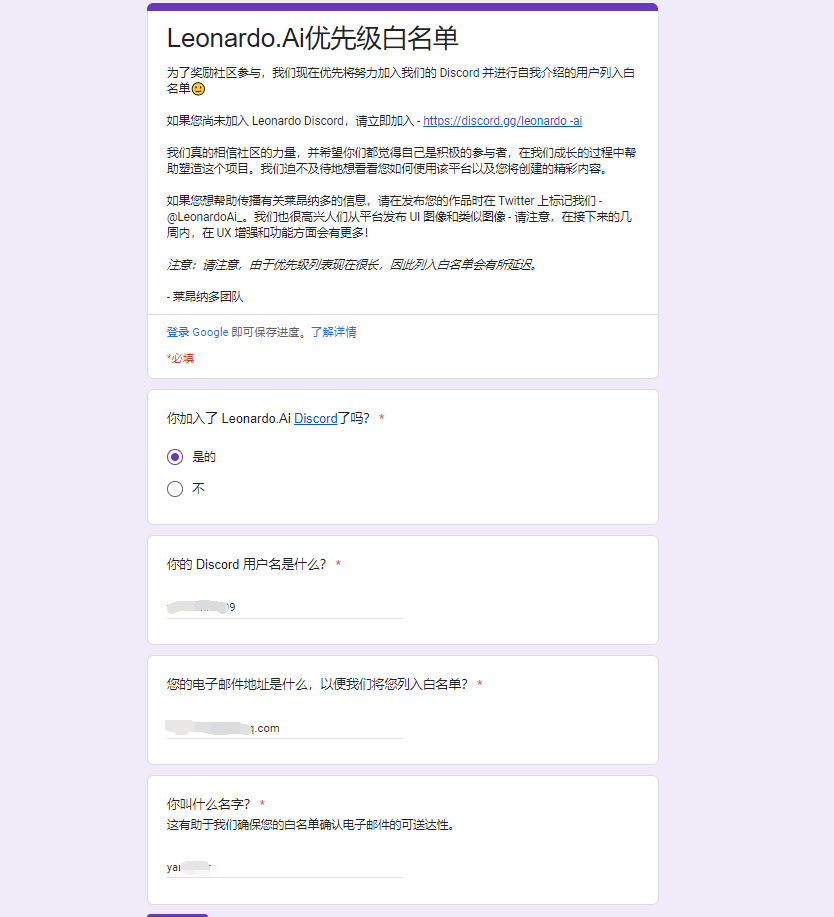 Leonardo.Ai优先级白名单
为了奖励社区参与，我们现在优先将努力加入我们的 Discord 并进行自我介绍的用户列入白
名单🙂
如果您尚未加入 Leonardo Discord，请立即加入 - https://discord.gg/leonardo -ai
我们真的相信社区的力量，并希望你们都觉得自己是积极的参与者，在我们成长的过程中帮
助塑造这个项目。我们迫不及待地想看看您如何使用该平台以及您将创建的精彩内容。
如果您想帮助传播有关莱昂纳多的信息，请在发布您的作品时在 Twitter 上标记我们 -
@LeonardoAi_。我们也很高兴人们从平台发布 UI 图像和类似图像 - 请注意，在接下来的几
周内，在 UX 增强和功能方面会有更多！
注意：请注意，由于优先级列表现在很长，因此列入白名单会有所延迟。
- 莱昂纳多团队
登录 Google 即可保存进度。了解详情
*必填
你加入了 Leonardo.Ai Discord了吗？ *
是的
不
你的 Discord 用户名是什么？ *
9
您的电子邮件地址是什么，以便我们将您列入白名单？ *
.com
你叫什么名字？ *
这有助于我们确保您的白名单确认电子邮件的可送达性。